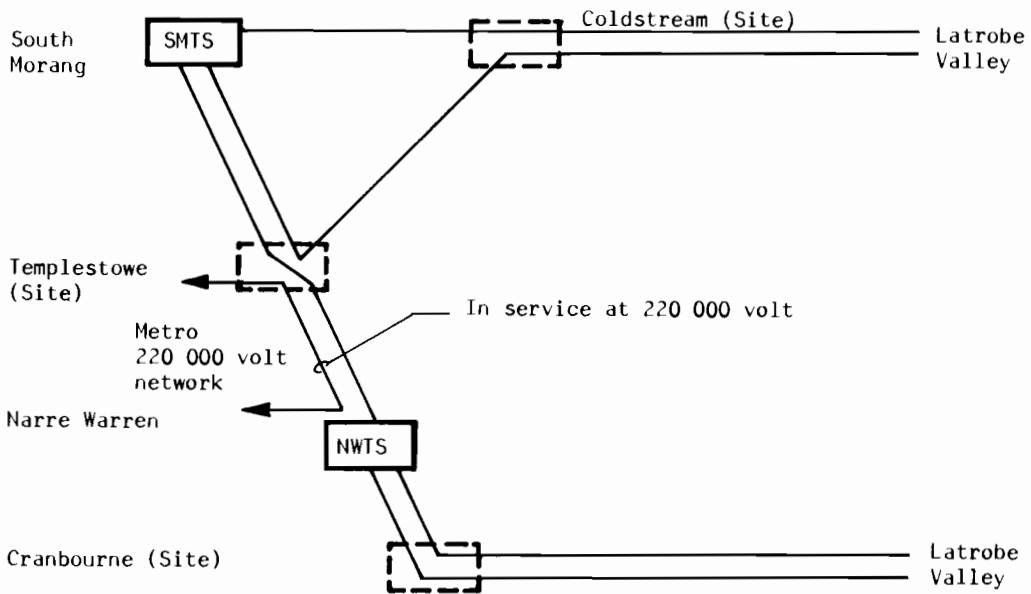 South
Morang
SMTS
Coldstream (Site)
Latrobe
Valley
Templestowe
(Site)
In service at 220 000 volt
Metro
220 000 volt
network
Narre Warren
NWTS
Cranbourne (Site)
Latrobe
Valley